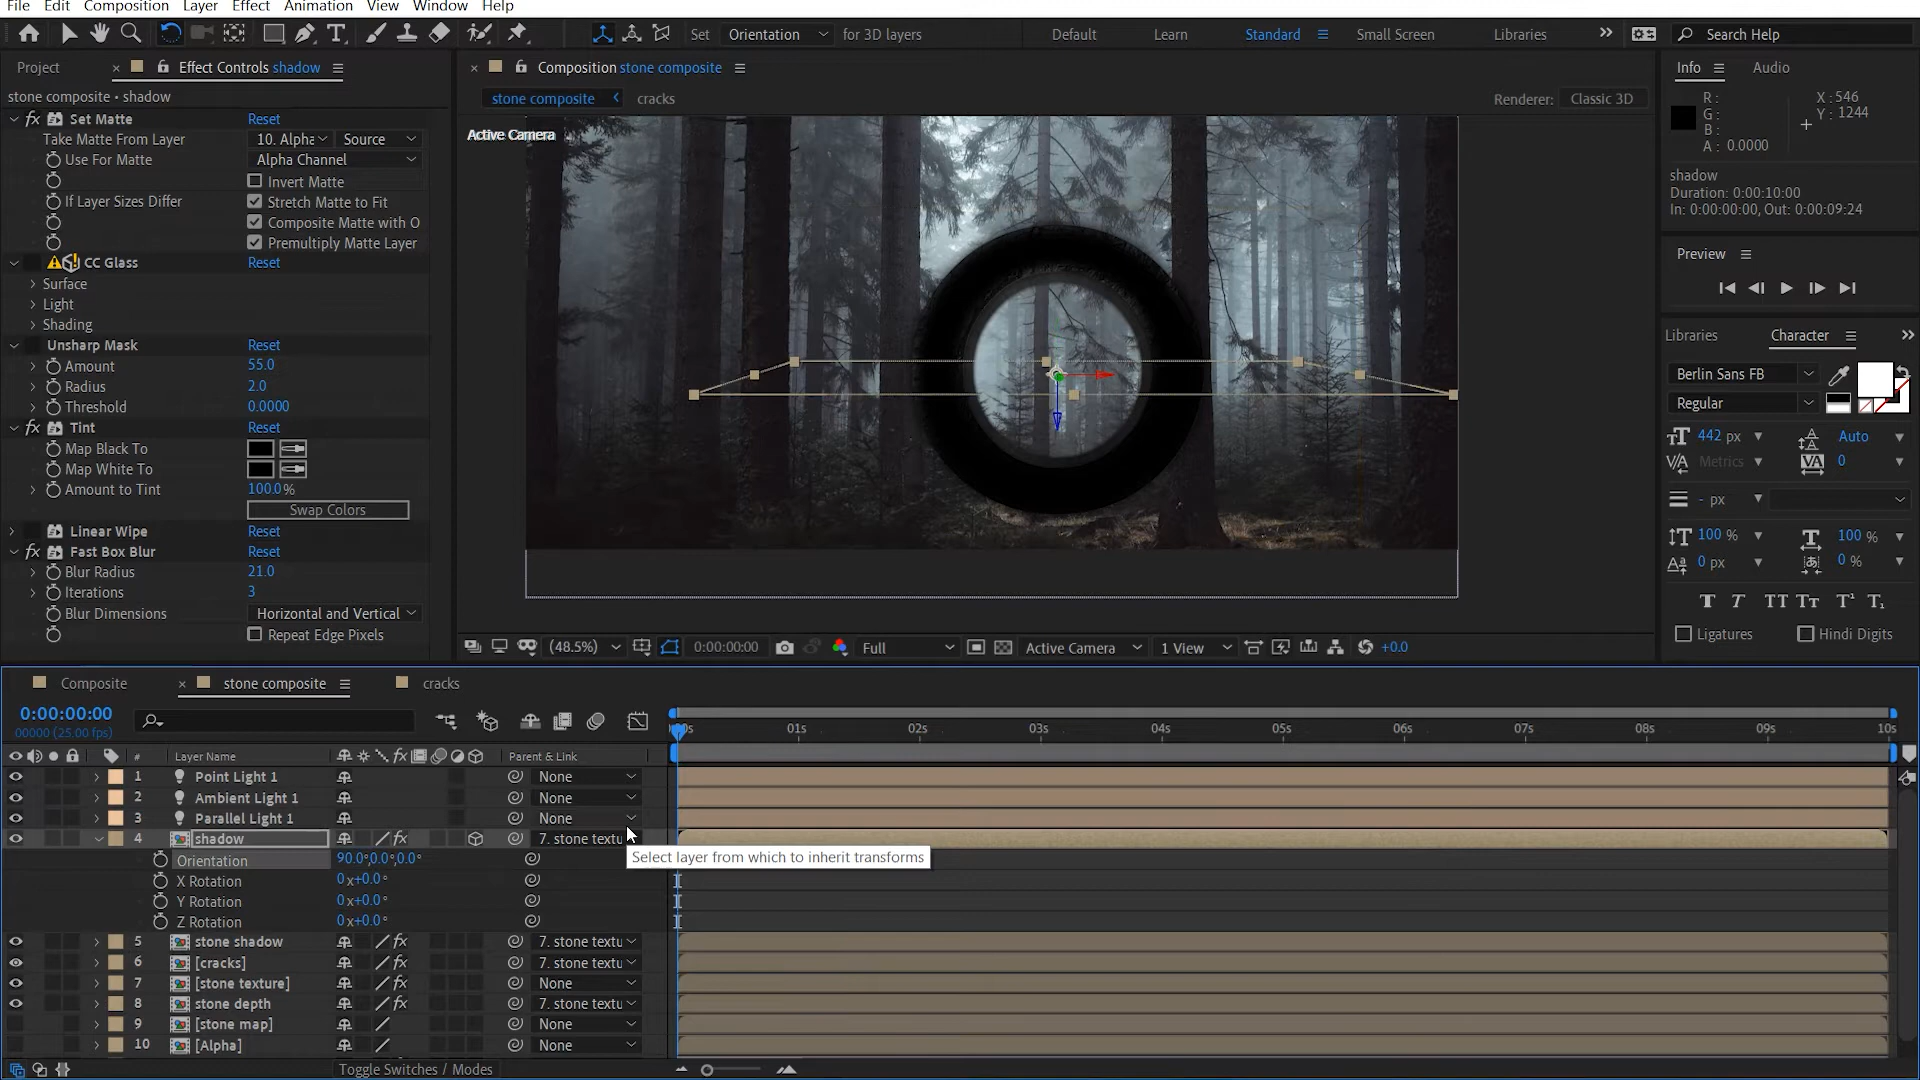 File Edit Composition Layer Effect Animation View Window Help
Set Orientation for 3D layers Default Learn Standard Small Screen Libraries Search Help
Project Effect Controls shadow
stone composite • shadow
Set Matte Reset
Take Matte From Layer 10. Alpha Source
Use For Matte Alpha Channel
Invert Matte
If Layer Sizes Differ Stretch Matte to Fit
Composite Matte with O
Premultiply Matte Layer
CC Glass Reset
Surface
Light
Shading
Unsharp Mask Reset
Amount 55.0
Radius 2.0
Threshold 0.0000
Tint Reset
Map Black To
Map White To
Amount to Tint 100.0%
Swap Colors
Linear Wipe Reset
Fast Box Blur Reset
Blur Radius 21.0
Iterations 3
Blur Dimensions Horizontal and Vertical
Repeat Edge Pixels
Composition stone composite
stone composite cracks Renderer: Classic 3D
Active Camera
(48.5%) 0:00:00:00 Full Active Camera 1 View +0.0
Info Audio
R: X: 546
G: Y: 1244
B:
A: 0.0000
shadow
Duration: 0:00:10:00
In: 0:00:00:00, Out: 0:00:09:24
Preview
Libraries Character
Berlin Sans FB
Regular
442 px Auto
Metrics 0
- px
100 % 100 %
0 px 0 %
T T TT Tт T¹ T₁
Ligatures Hindi Digits
Composite stone composite cracks
0:00:00:00
00000 (25.00 fps)
01s 02s 03s 04s 05s 06s 07s 08s 09s 10s
# Layer Name Parent & Link
1 Point Light 1 None
2 Ambient Light 1 None
3 Parallel Light 1 None
4 shadow 7. stone textu
Orientation 90.0°,0.0°,0.0°
Select layer from which to inherit transforms
X Rotation 0x+0.0°
Y Rotation 0x+0.0°
Z Rotation 0x+0.0°
5 stone shadow 7. stone textu
6 [cracks] 7. stone textu
7 [stone texture] None
8 stone depth 7. stone textu
9 [stone map] None
10 [Alpha] None
Toggle Switches / Modes